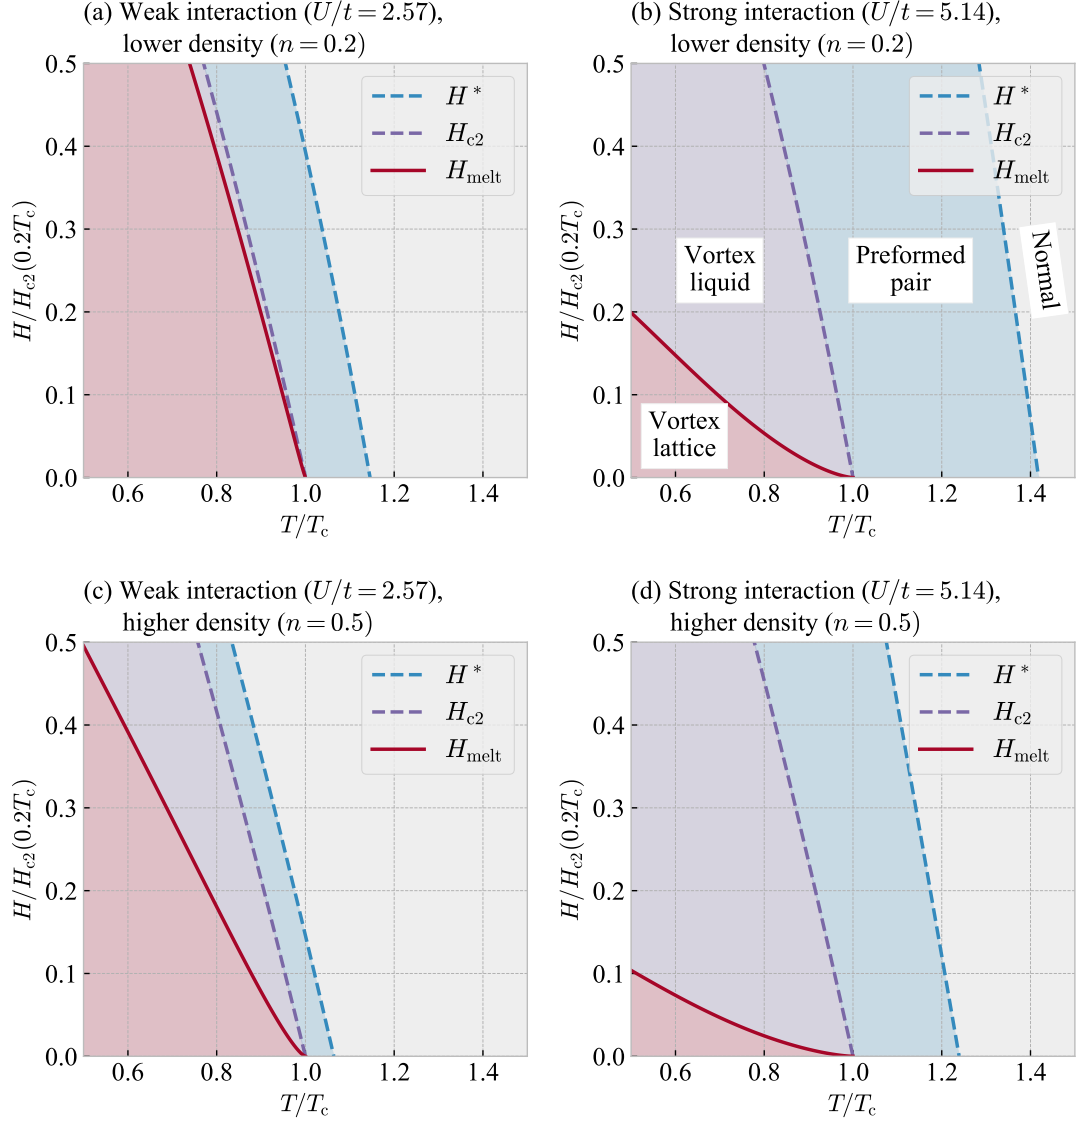 (a) Weak interaction (U/t = 2.57),
lower density (n = 0.2)
0.5
0.4
0.3
0.2
0.1
0.0
H/H_c2(0.2T_c)
0.6
0.8
1.0
1.2
1.4
T/T_c
H*
H_c2
H_melt
(b) Strong interaction (U/t = 5.14),
lower density (n = 0.2)
0.5
0.4
0.3
0.2
0.1
0.0
H/H_c2(0.2T_c)
0.6
0.8
1.0
1.2
1.4
T/T_c
H*
H_c2
H_melt
Vortex
liquid
Preformed
pair
Normal
Vortex
lattice
(c) Weak interaction (U/t = 2.57),
higher density (n = 0.5)
0.5
0.4
0.3
0.2
0.1
0.0
H/H_c2(0.2T_c)
0.6
0.8
1.0
1.2
1.4
T/T_c
H*
H_c2
H_melt
(d) Strong interaction (U/t = 5.14),
higher density (n = 0.5)
0.5
0.4
0.3
0.2
0.1
0.0
H/H_c2(0.2T_c)
0.6
0.8
1.0
1.2
1.4
T/T_c
H*
H_c2
H_melt